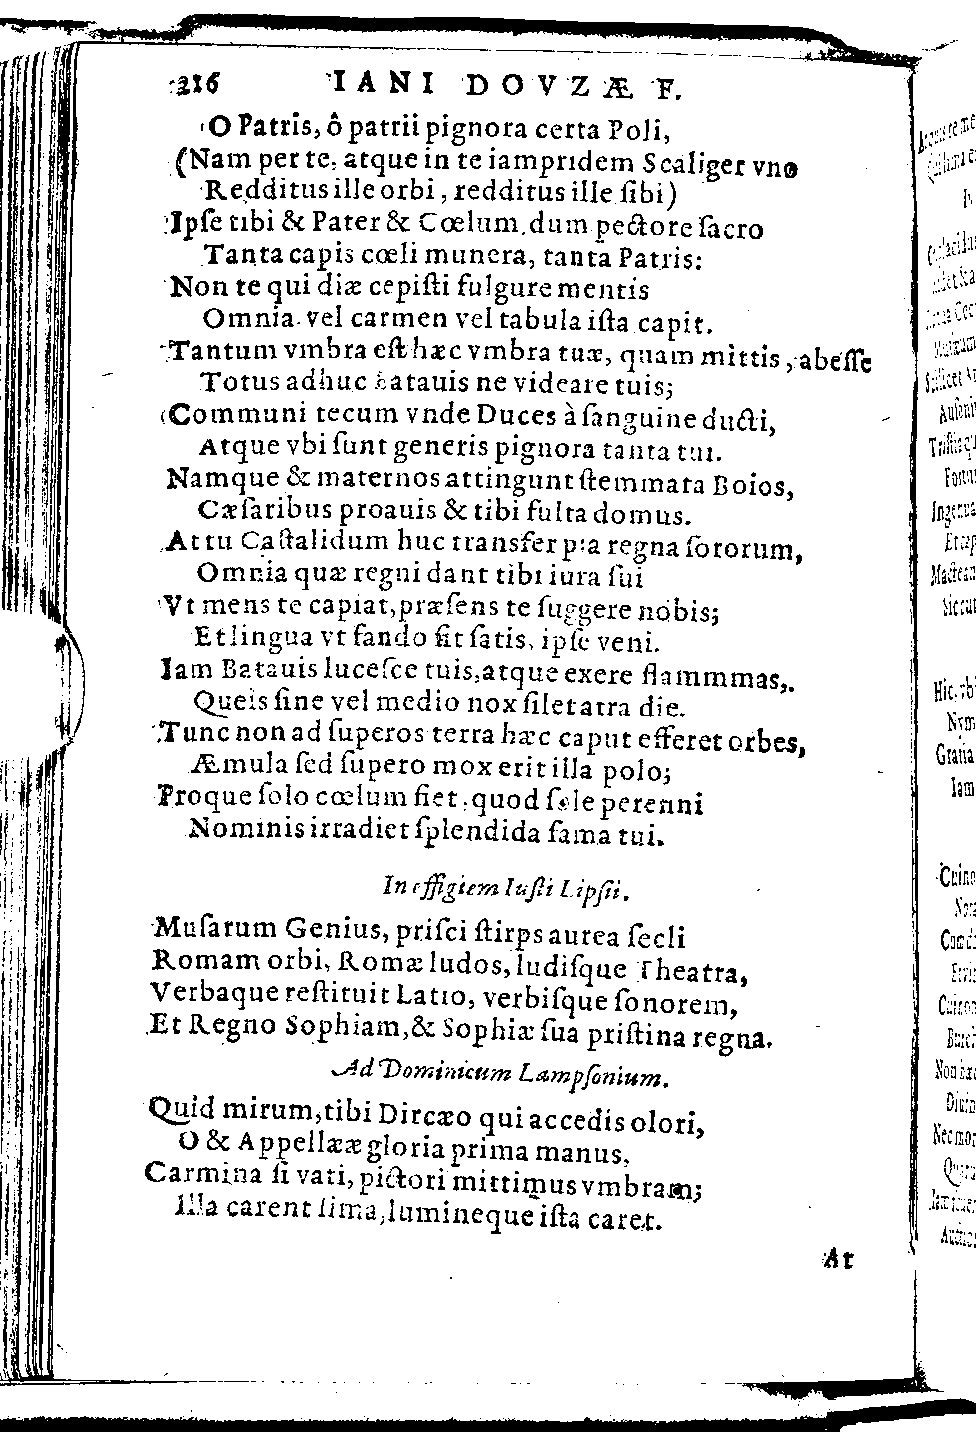 216 IANI DOVZÆ F.
O Patris, ô patrii pignora certa Poli,
(Nam per te, atque in te iampridem Scaliger vno
Redditus ille orbi, redditus ille ſibi)
Ipſe tibi & Pater & Cœlum, dum pectore ſacro
Tanta capis cœli munera, tanta Patris:
Non te qui diæ cepiſti fulgure mentis
Omnia vel carmen vel tabula iſta capit.
Tantum vmbra eſt hæc vmbra tuæ, quam mittis, abeſſe
Totus adhuc Batauis ne videare tuis;
Communi tecum vnde Duces à ſanguine ducti,
Atque vbi ſunt generis pignora tanta tui.
Namque & maternos attingunt ſtemmata Boios,
Cæſaribus proauis & tibi fulta domus.
At tu Caſtalidum huc transfer pia regna ſororum,
Omnia quæ regni dant tibi iura ſui
Vt mens te capiat, præſens te ſuggere nobis;
Et lingua vt fando ſit ſatis, ipſe veni.
Iam Batauis luceſce tuis, atque exere flammmas,
Queis ſine vel medio nox ſilet atra die.
Tunc non ad ſuperos terra hæc caput efferet orbes,
Æmula ſed ſupero mox erit illa polo;
Proque ſolo cœlum fiet, quod ſole perenni
Nominis irradiet ſplendida fama tui.
In effigiem Iuſti Lipſii.
Muſarum Genius, priſci ſtirps aurea ſecli
Romam orbi, Romæ ludos, ludiſque Theatra,
Verbaque reſtituit Latio, verbiſque ſonorem,
Et Regno Sophiam, & Sophiæ ſua priſtina regna.
Ad Dominicum Lampſonium.
Quid mirum, tibi Dircæo qui accedis olori,
O & Appellææ gloria prima manus,
Carmina ſi vati, pictori mittimus vmbram;
Illa carent lima, lumineque iſta caret.
At